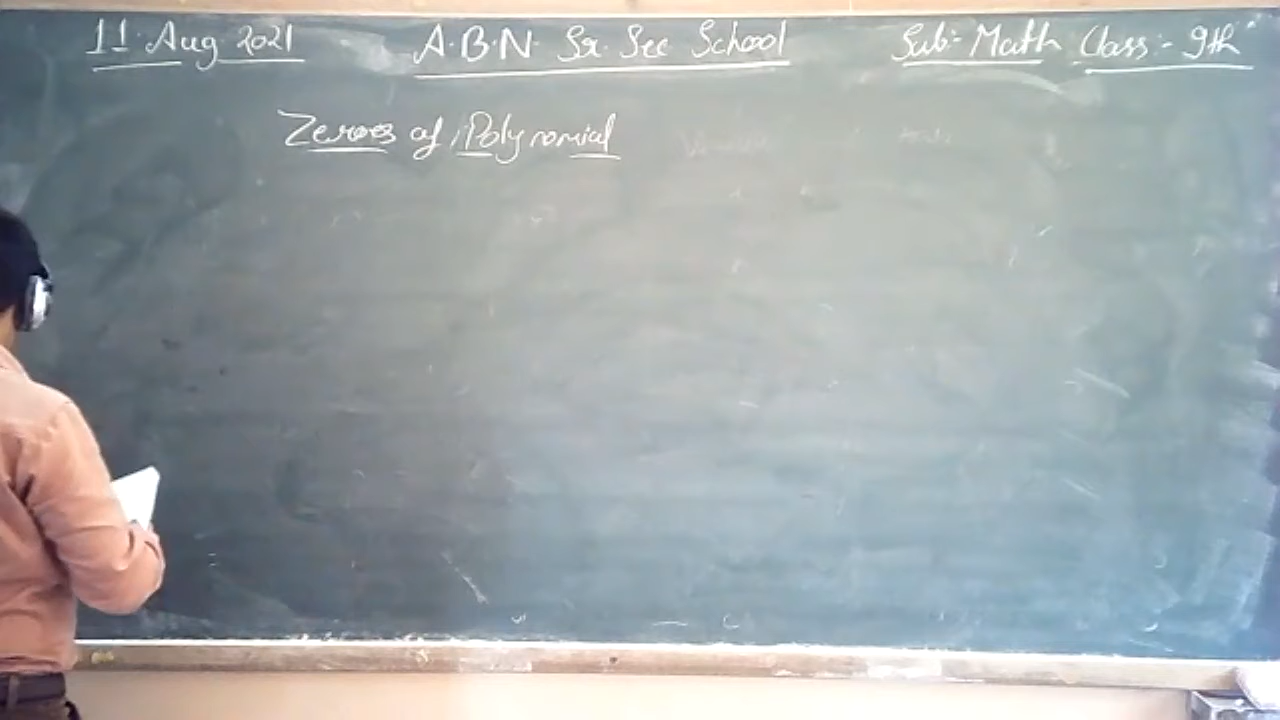 11 Aug 2021 A.B.N. Sr. Sec School Sub:- Math Class:- 9th
Zeroes of Polynomial